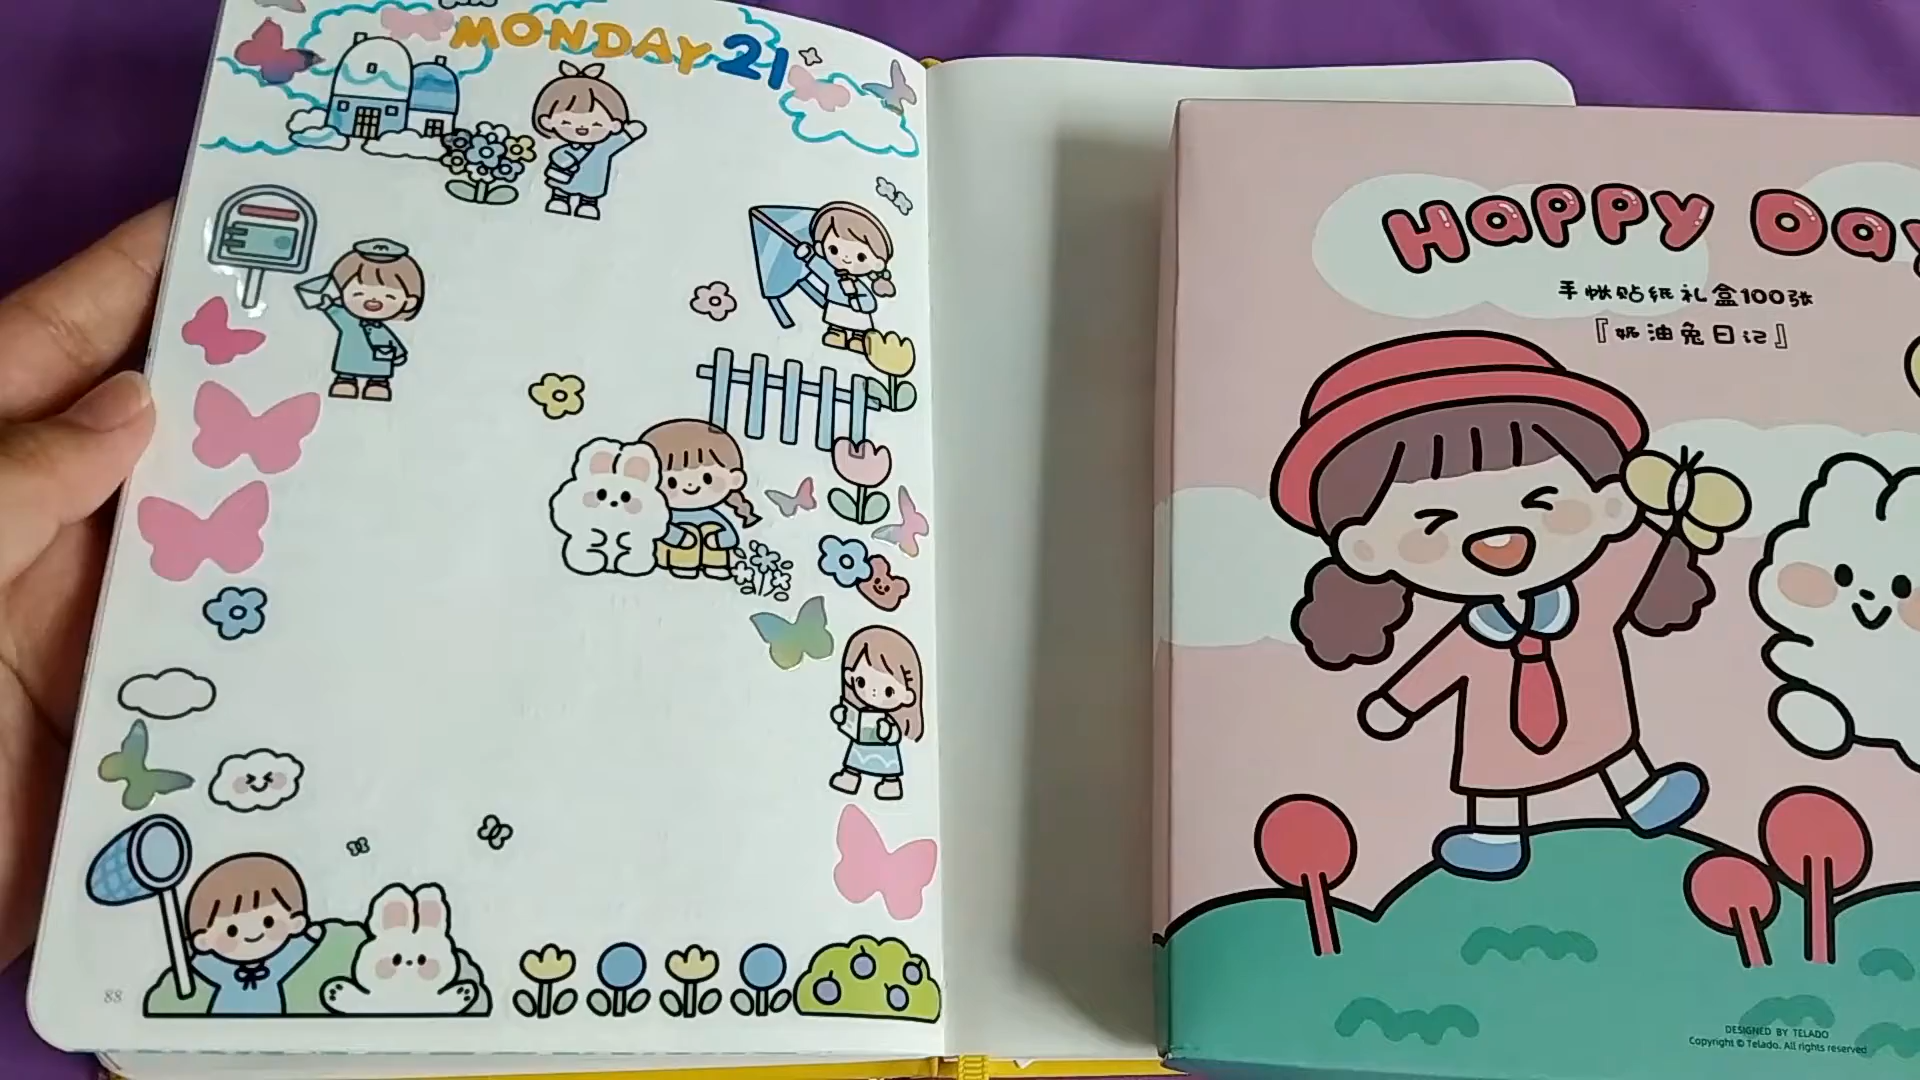 MONDAY 21
88
Happy Day
手帐贴纸礼盒100张
『奶油兔日记』
DESIGNED BY TELADO
Copyright © Telado. All rights reserved